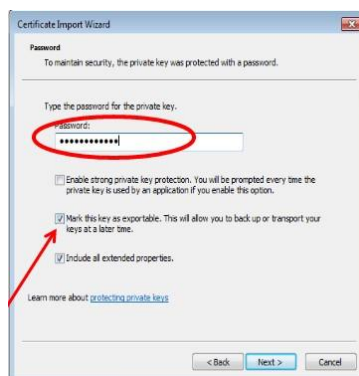 Certificate Import Wizard
Password
To maintain security, the private key was protected with a password.
Type the password for the private key.
Password:
••••••••••••
Enable strong private key protection. You will be prompted every time the
private key is used by an application if you enable this option.
Mark this key as exportable. This will allow you to back up or transport your
keys at a later time.
Include all extended properties.
Learn more about protecting private keys
< Back
Next >
Cancel